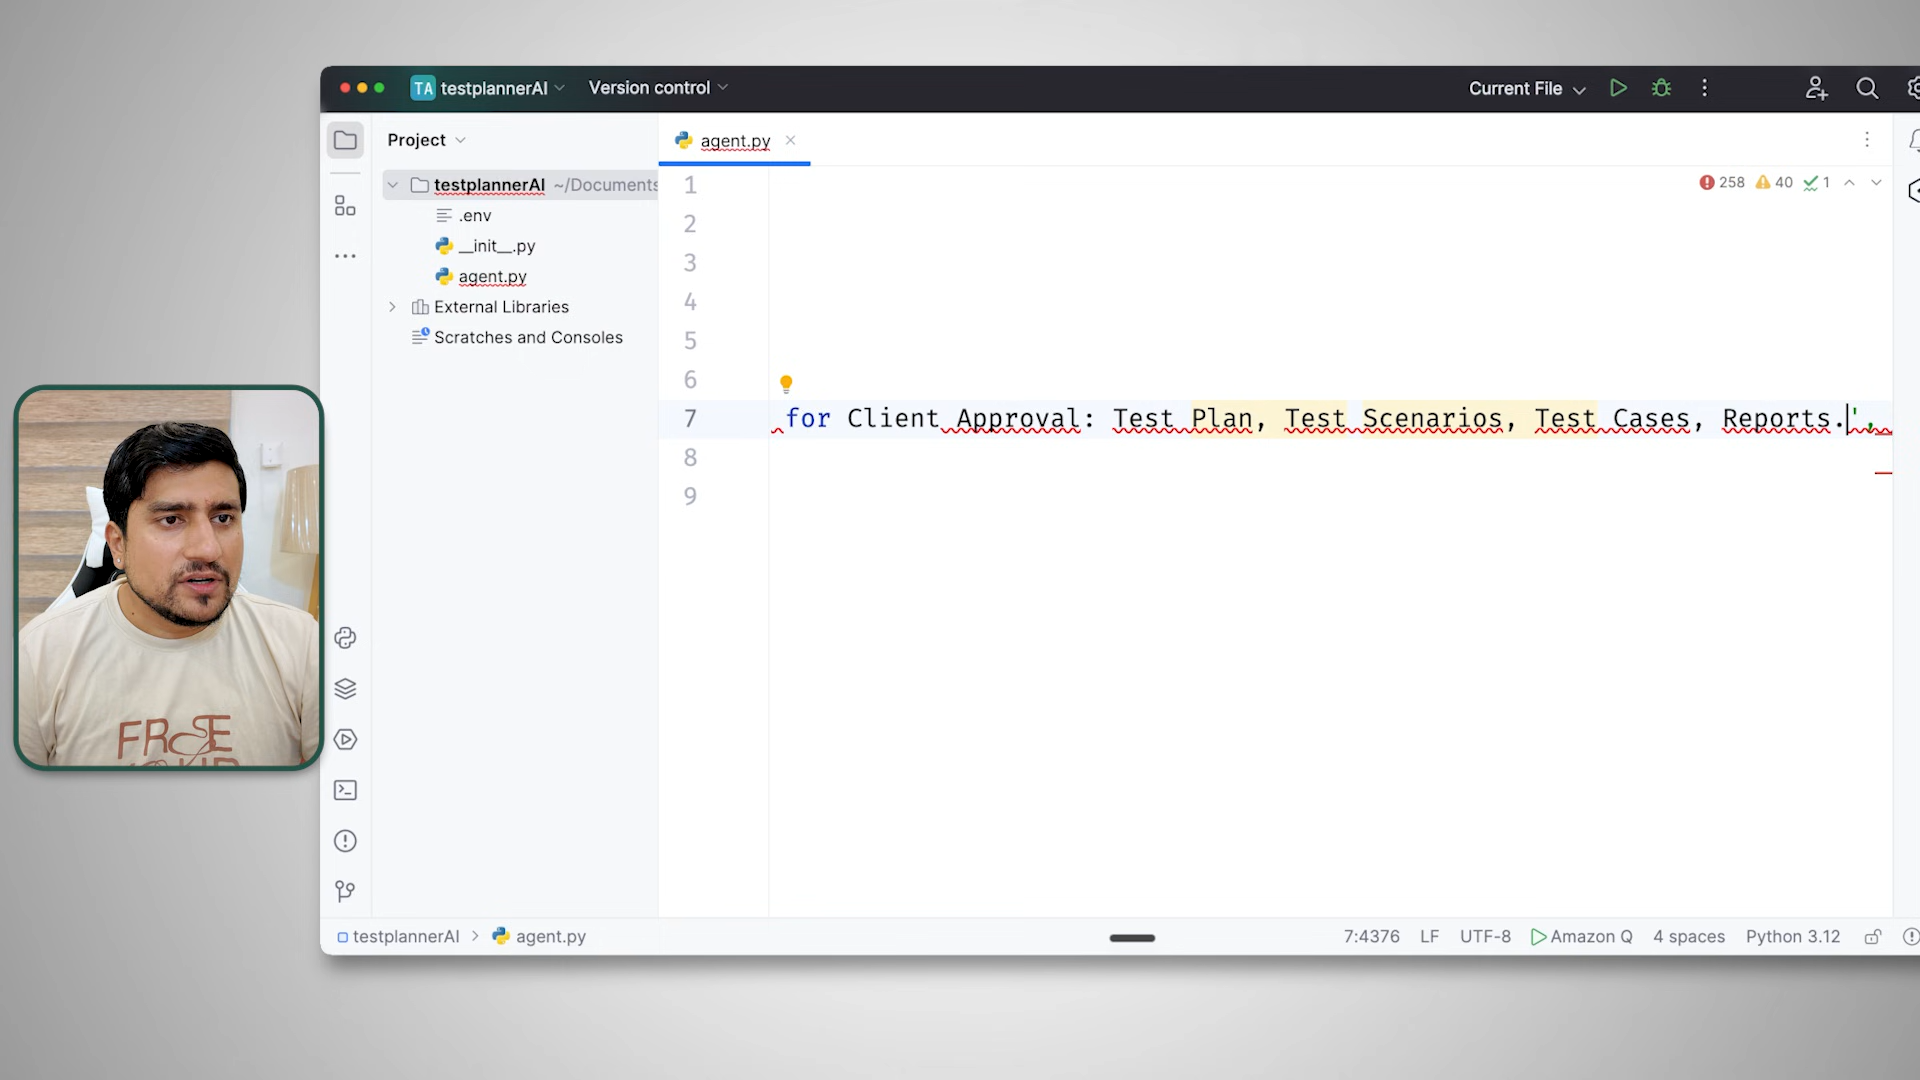 TA testplannerAI
Version control
Current File
Project
agent.py
testplannerAI ~/Documents
.env
__init__.py
agent.py
External Libraries
Scratches and Consoles
258 40 1
1
2
3
4
5
6
7 for Client Approval: Test Plan, Test Scenarios, Test Cases, Reports.',
8
9
FROSE
testplannerAI > agent.py
7:4376 LF UTF-8 Amazon Q 4 spaces Python 3.12